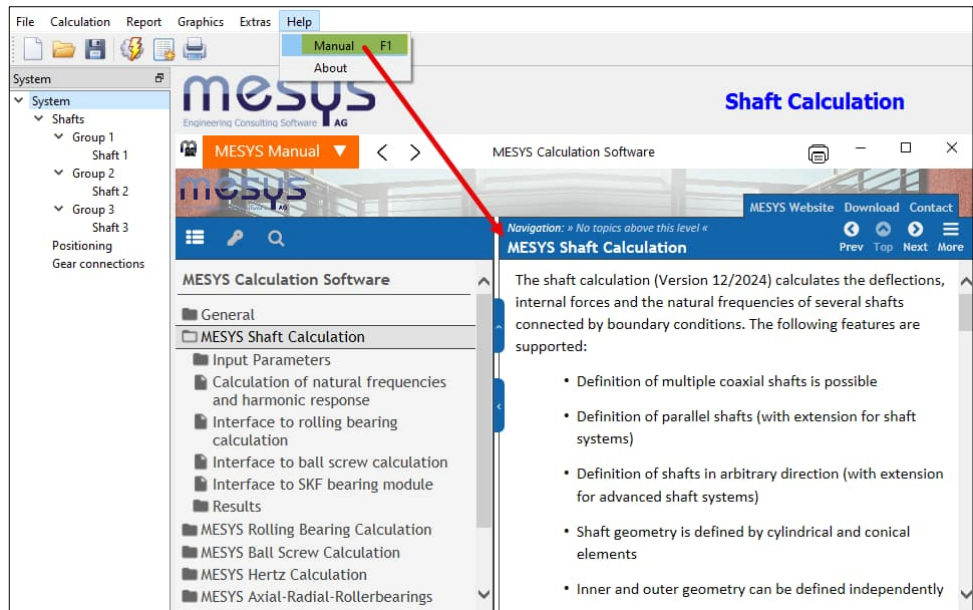 File Calculation Report Graphics Extras Help
Manual F1
About
System
System
Shafts
Group 1
Shaft 1
Group 2
Shaft 2
Group 3
Shaft 3
Positioning
Gear connections
mesys
Engineering Consulting Software AG
Shaft Calculation
MESYS Manual
MESYS Calculation Software
mesys
AG
MESYS Website Download Contact
Navigation: » No topics above this level «
MESYS Shaft Calculation
Prev Top Next More
MESYS Calculation Software
General
MESYS Shaft Calculation
Input Parameters
Calculation of natural frequencies
and harmonic response
Interface to rolling bearing
calculation
Interface to ball screw calculation
Interface to SKF bearing module
Results
MESYS Rolling Bearing Calculation
MESYS Ball Screw Calculation
MESYS Hertz Calculation
MESYS Axial-Radial-Rollerbearings
The shaft calculation (Version 12/2024) calculates the deflections,
internal forces and the natural frequencies of several shafts
connected by boundary conditions. The following features are
supported:
• Definition of multiple coaxial shafts is possible
• Definition of parallel shafts (with extension for shaft
systems)
• Definition of shafts in arbitrary direction (with extension
for advanced shaft systems)
• Shaft geometry is defined by cylindrical and conical
elements
• Inner and outer geometry can be defined independently